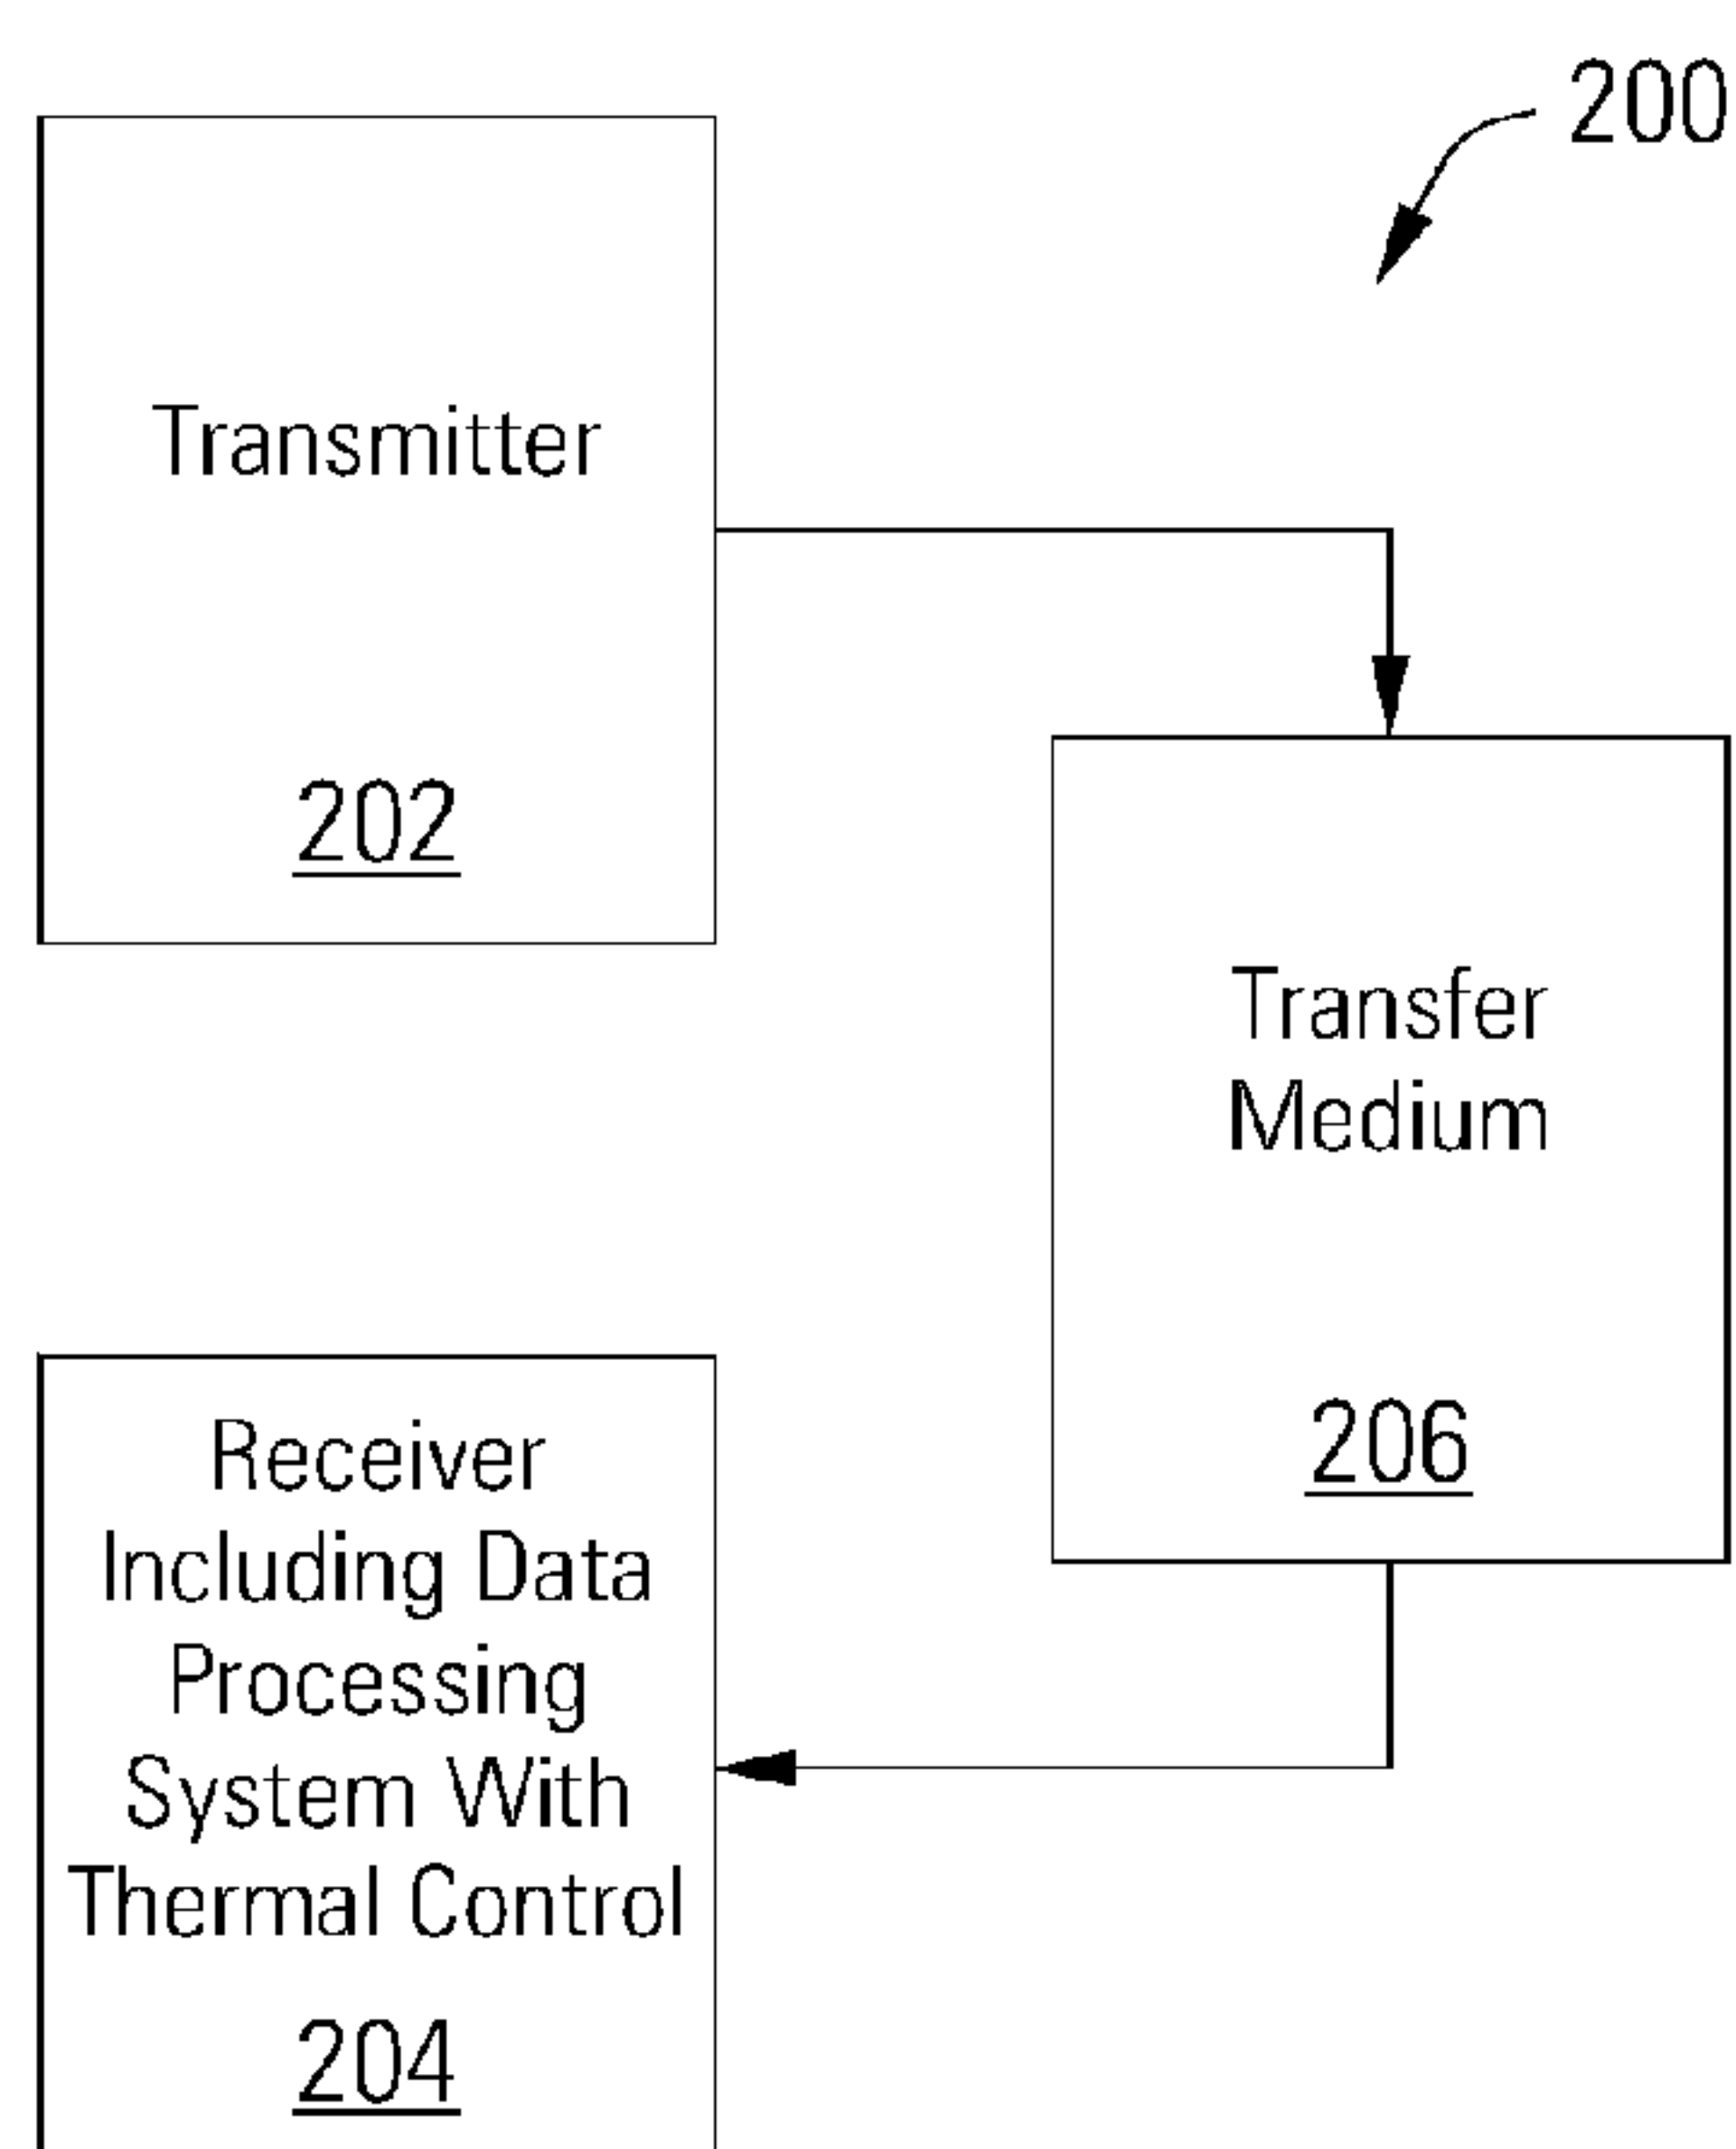 200
Transmitter
202
Transfer
Medium
206
Receiver
Including Data
Processing
System With
Thermal Control
204